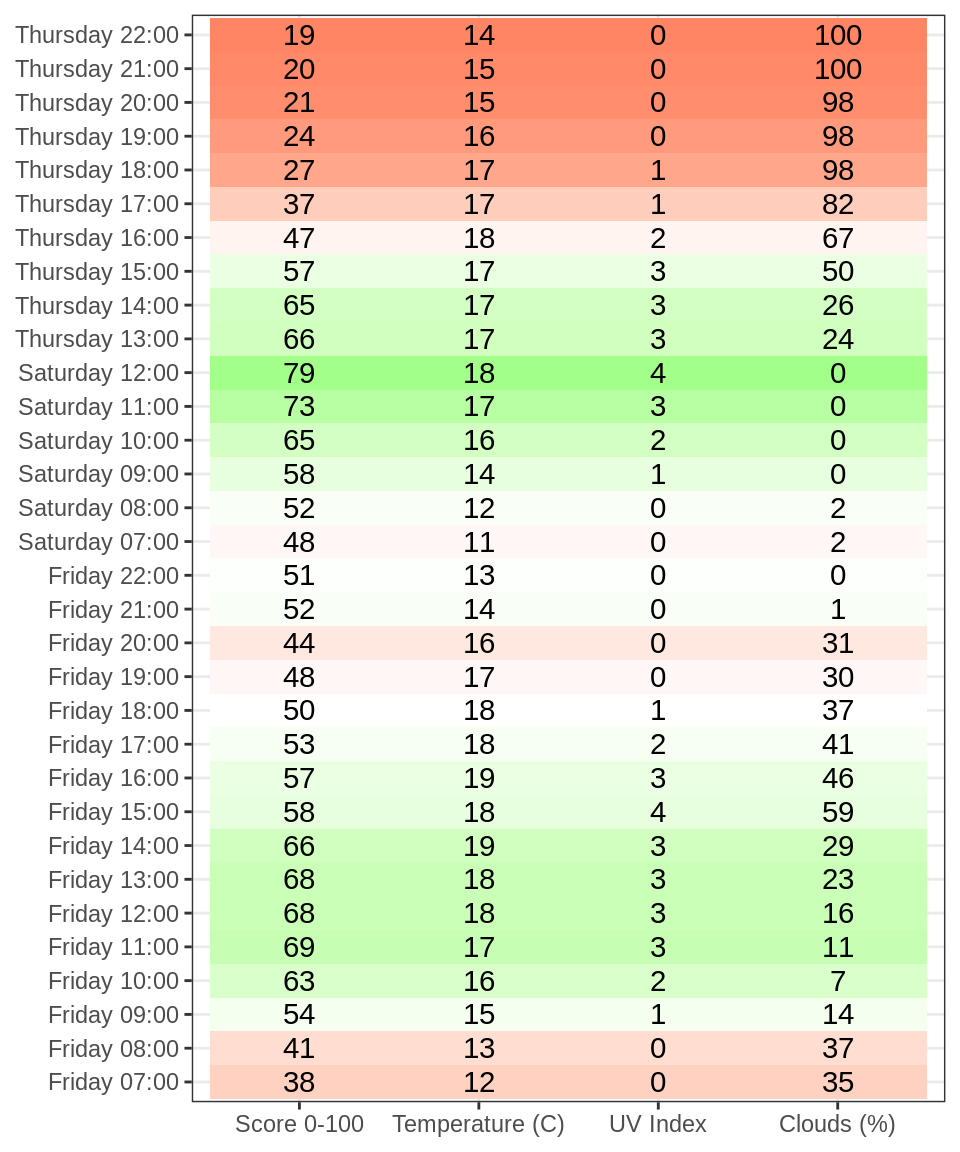 Thursday 22:00 19 14 0 100
Thursday 21:00 20 15 0 100
Thursday 20:00 21 15 0 98
Thursday 19:00 24 16 0 98
Thursday 18:00 27 17 1 98
Thursday 17:00 37 17 1 82
Thursday 16:00 47 18 2 67
Thursday 15:00 57 17 3 50
Thursday 14:00 65 17 3 26
Thursday 13:00 66 17 3 24
Saturday 12:00 79 18 4 0
Saturday 11:00 73 17 3 0
Saturday 10:00 65 16 2 0
Saturday 09:00 58 14 1 0
Saturday 08:00 52 12 0 2
Saturday 07:00 48 11 0 2
Friday 22:00 51 13 0 0
Friday 21:00 52 14 0 1
Friday 20:00 44 16 0 31
Friday 19:00 48 17 0 30
Friday 18:00 50 18 1 37
Friday 17:00 53 18 2 41
Friday 16:00 57 19 3 46
Friday 15:00 58 18 4 59
Friday 14:00 66 19 3 29
Friday 13:00 68 18 3 23
Friday 12:00 68 18 3 16
Friday 11:00 69 17 3 11
Friday 10:00 63 16 2 7
Friday 09:00 54 15 1 14
Friday 08:00 41 13 0 37
Friday 07:00 38 12 0 35
Score 0-100 Temperature (C) UV Index Clouds (%)